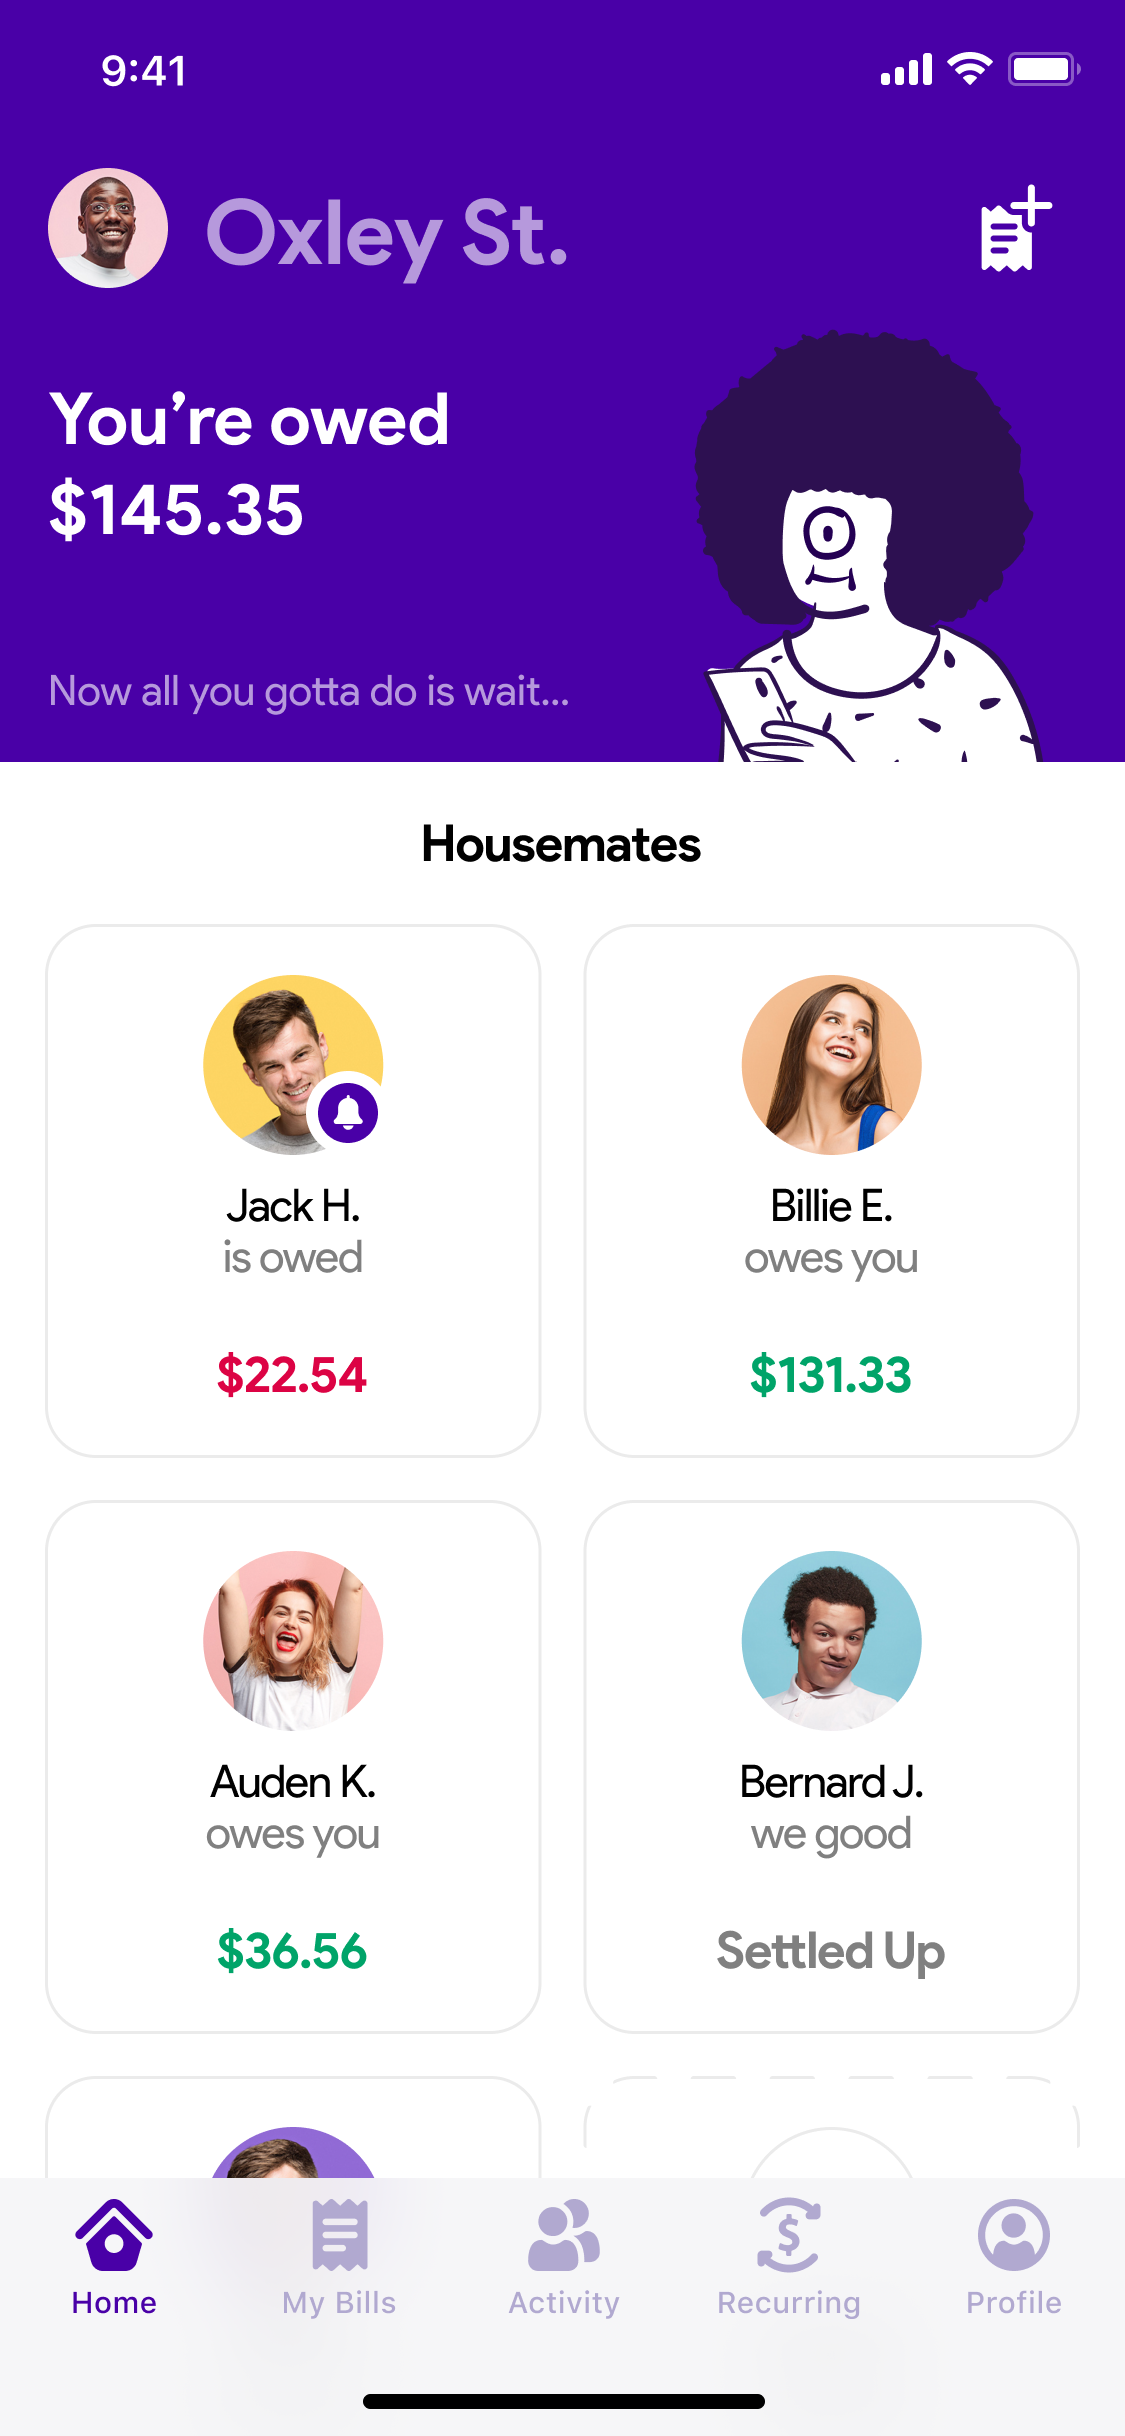 9:41
Oxley St.
You’re owed
$145.35
Now all you gotta do is wait...
Housemates
Jack H.
is owed
$22.54
Billie E.
owes you
$131.33
Auden K.
owes you
$36.56
Bernard J.
we good
Settled Up
Home
My Bills
Activity
Recurring
Profile